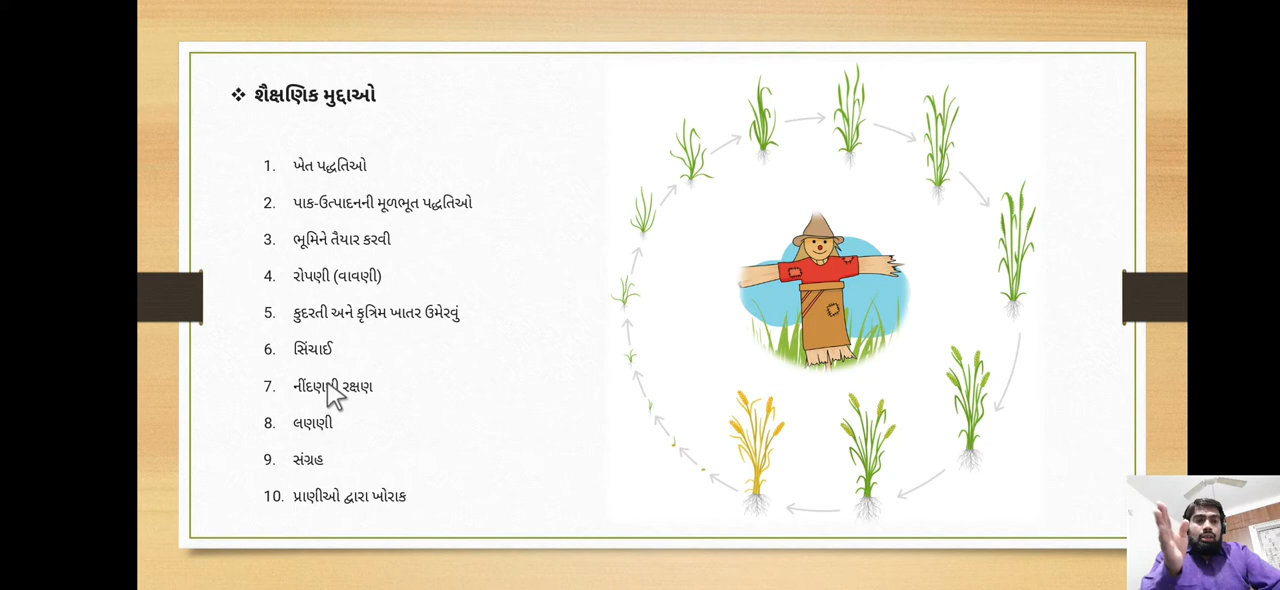 ❖ શૈક્ષણિક મુદ્દાઓ
1. ખેત પદ્ધતિઓ
2. પાક-ઉત્પાદનની મૂળભૂત પદ્ધતિઓ
3. ભૂમિને તૈયાર કરવી
4. રોપણી (વાવણી)
5. કુદરતી અને કૃત્રિમ ખાતર ઉમેરવું
6. સિંચાઈ
7. નીંદણથી રક્ષણ
8. લણણી
9. સંગ્રહ
10. પ્રાણીઓ દ્વારા ખોરાક